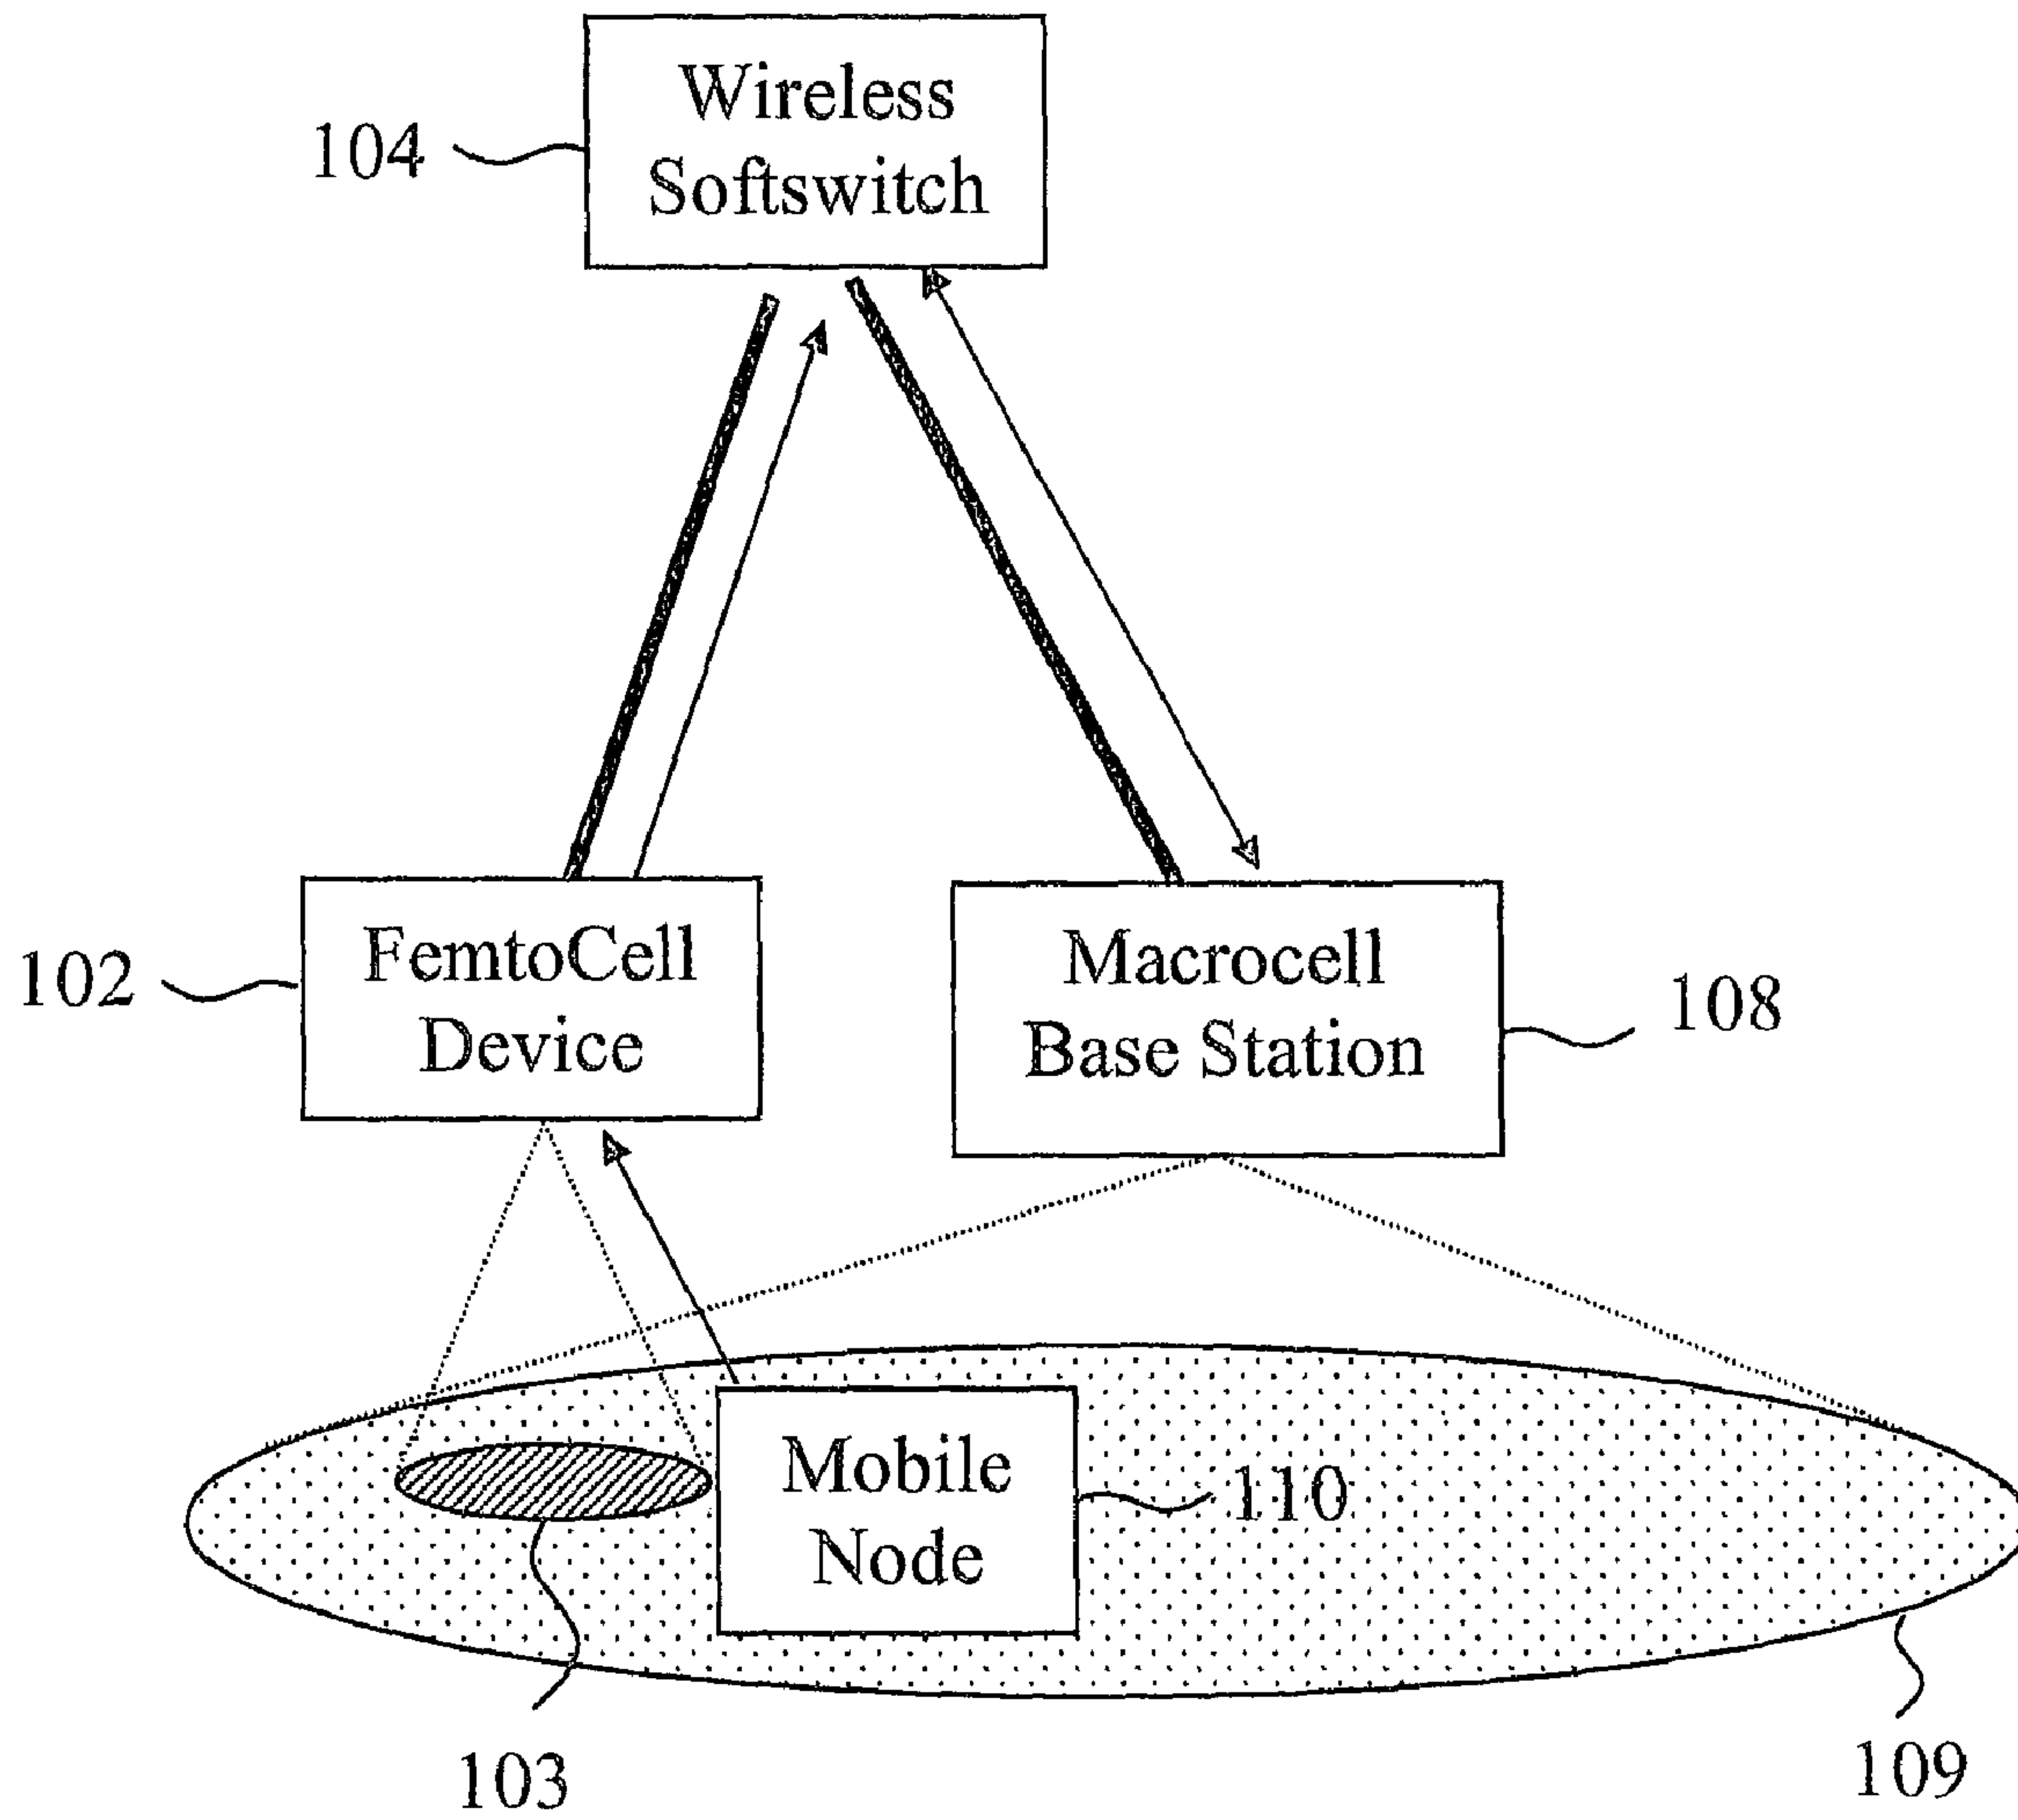 Wireless
Softswitch
104
FemtoCell
Device
102
Macrocell
Base Station
108
Mobile
Node
110
103
109